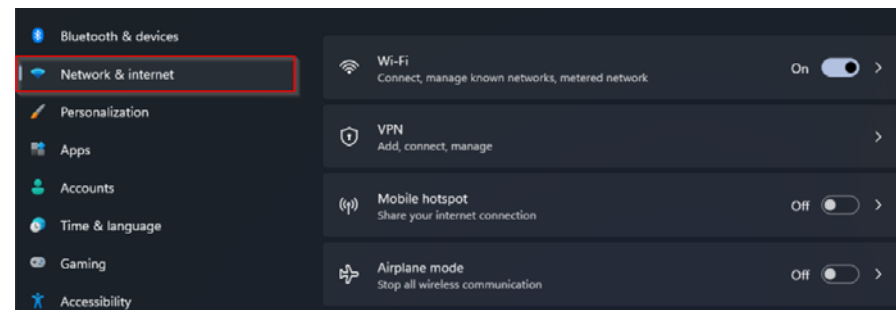 Bluetooth & devices
Network & internet
Personalization
Apps
Accounts
Time & language
Gaming
Accessibility
Wi-Fi
Connect, manage known networks, metered network
On
VPN
Add, connect, manage
Mobile hotspot
Share your internet connection
Off
Airplane mode
Stop all wireless communication
Off